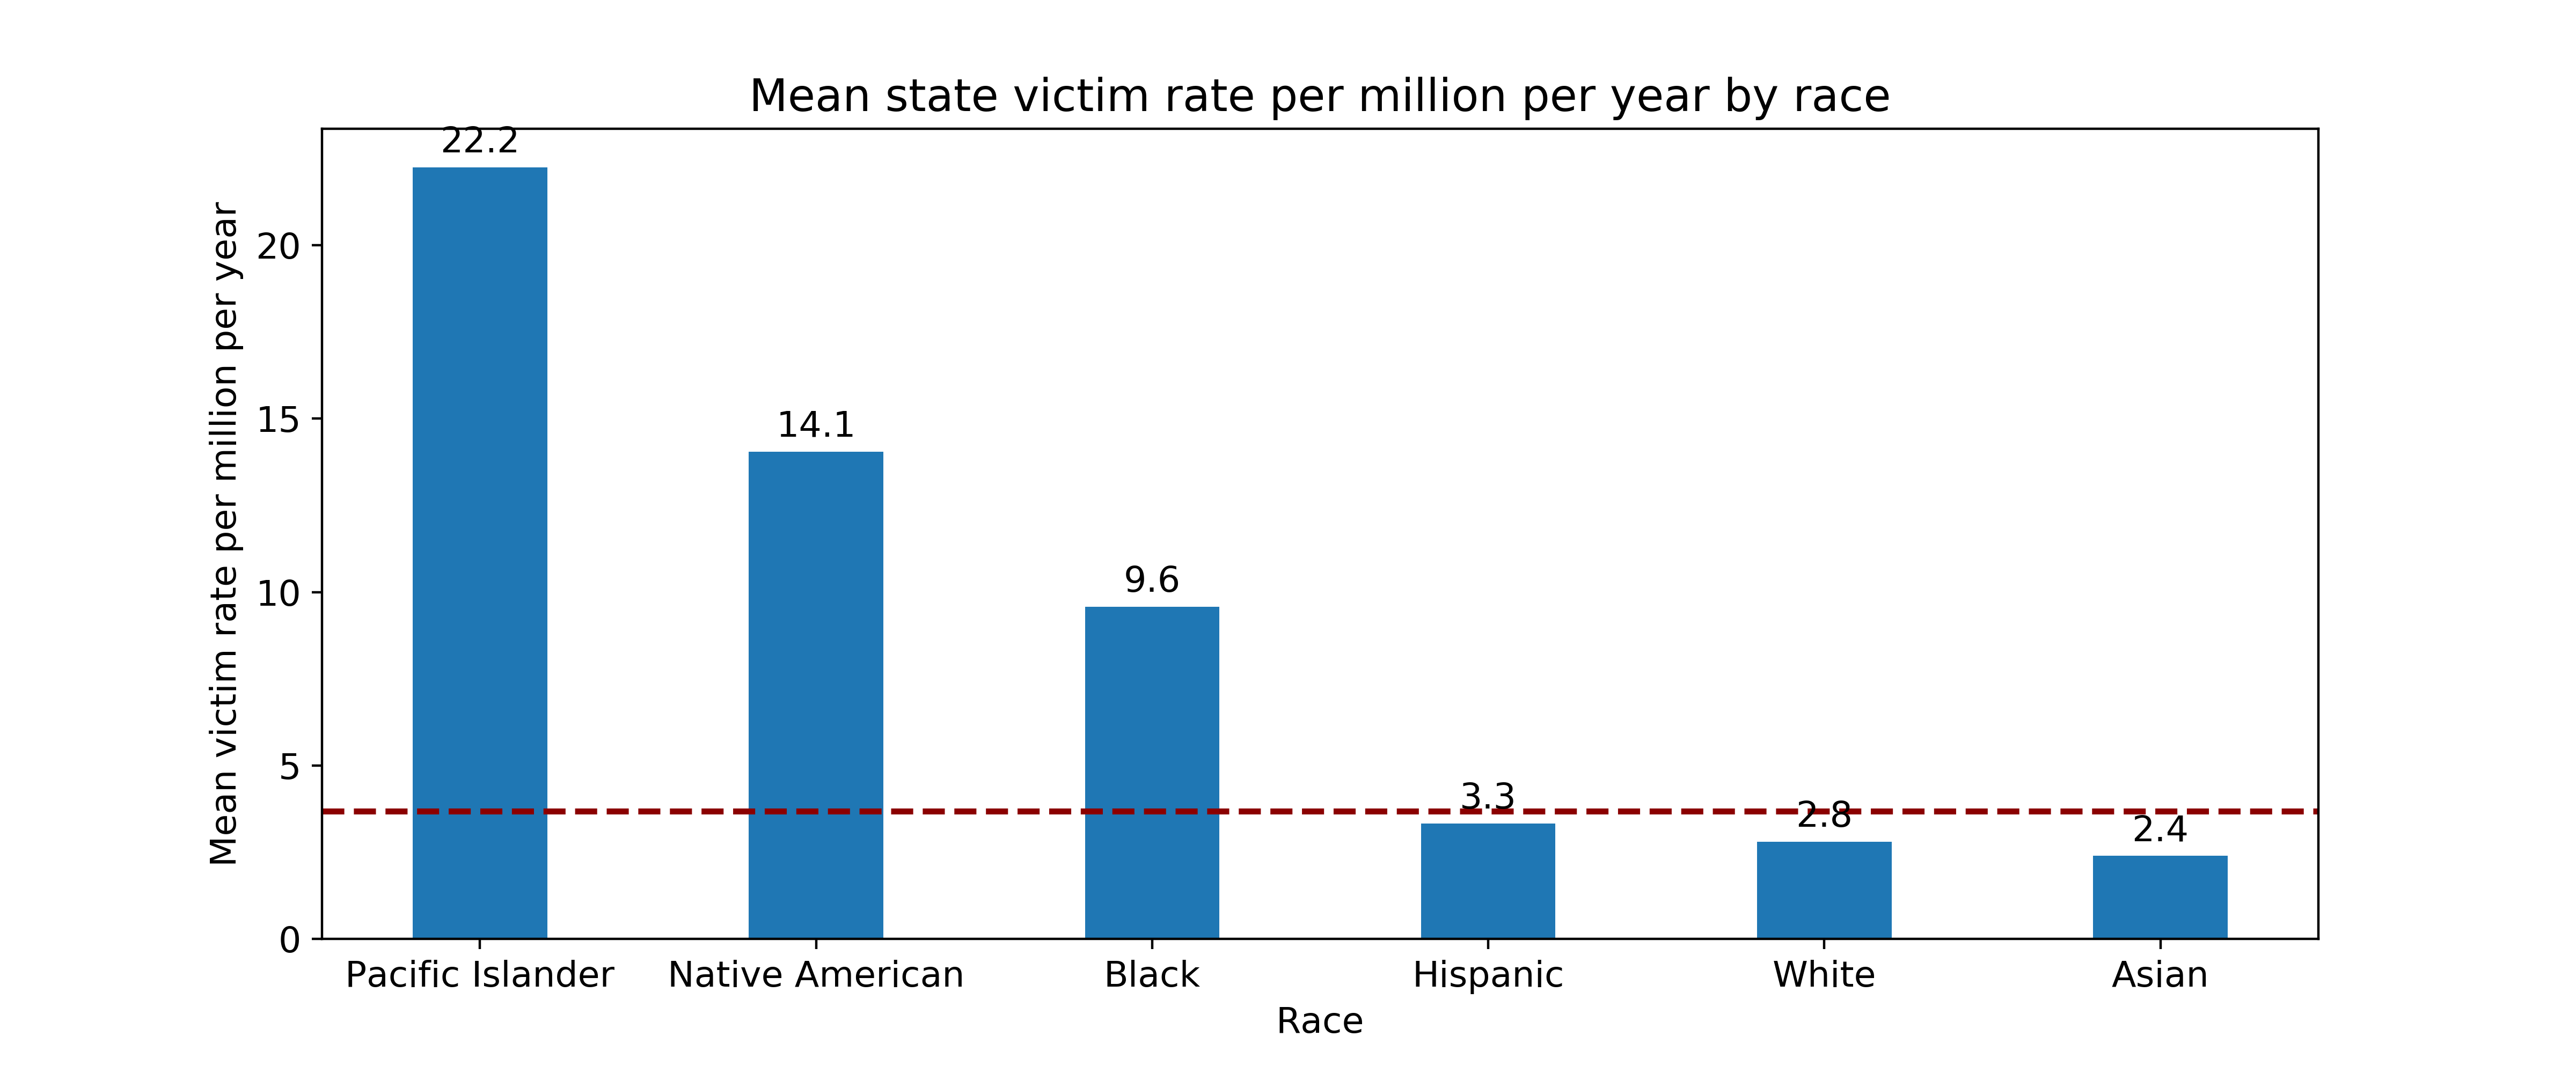 Mean state victim rate per million per year by race
Mean victim rate per million per year
20
15
10
5
0
22.2
14.1
9.6
3.3
2.8
2.4
Pacific Islander
Native American
Black
Hispanic
White
Asian
Race